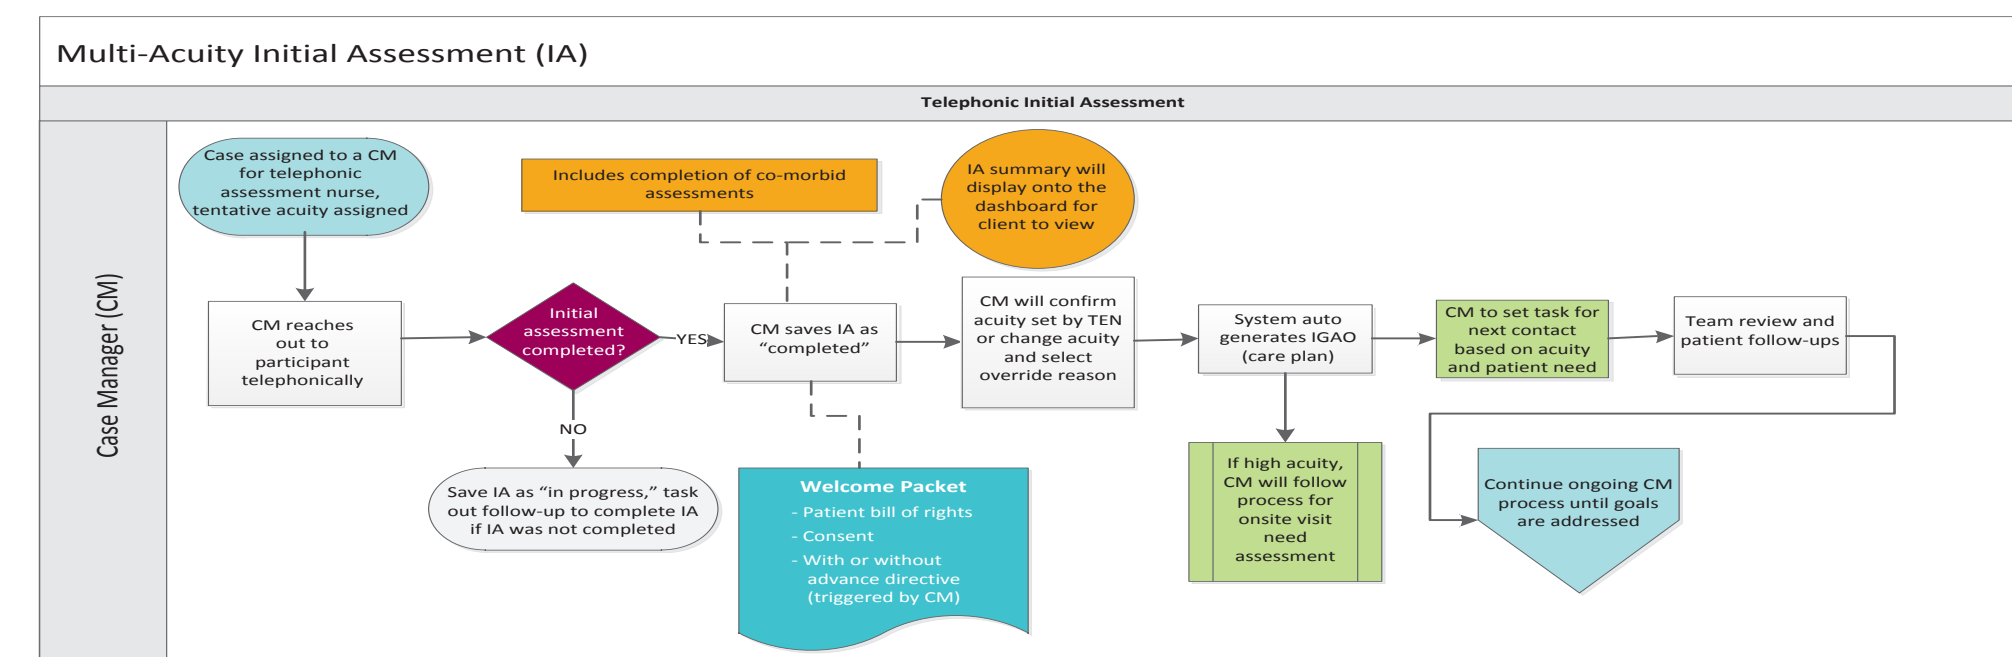 Multi-Acuity Initial Assessment (IA)
Telephonic Initial Assessment
Case Manager (CM)
Case assigned to a CM
for telephonic
assessment nurse,
tentative acuity assigned
CM reaches
out to
participant
telephonically
Initial
assessment
completed?
YES
NO
Save IA as “in progress,” task
out follow-up to complete IA
if IA was not completed
Includes completion of co-morbid
assessments
IA summary will
display onto the
dashboard for
client to view
CM saves IA as
“completed”
Welcome Packet
- Patient bill of rights
- Consent
- With or without
advance directive
(triggered by CM)
CM will confirm
acuity set by TEN
or change acuity
and select
override reason
System auto
generates IGAO
(care plan)
If high acuity,
CM will follow
process for
onsite visit
need
assessment
CM to set task for
next contact
based on acuity
and patient need
Team review and
patient follow-ups
Continue ongoing CM
process until goals
are addressed